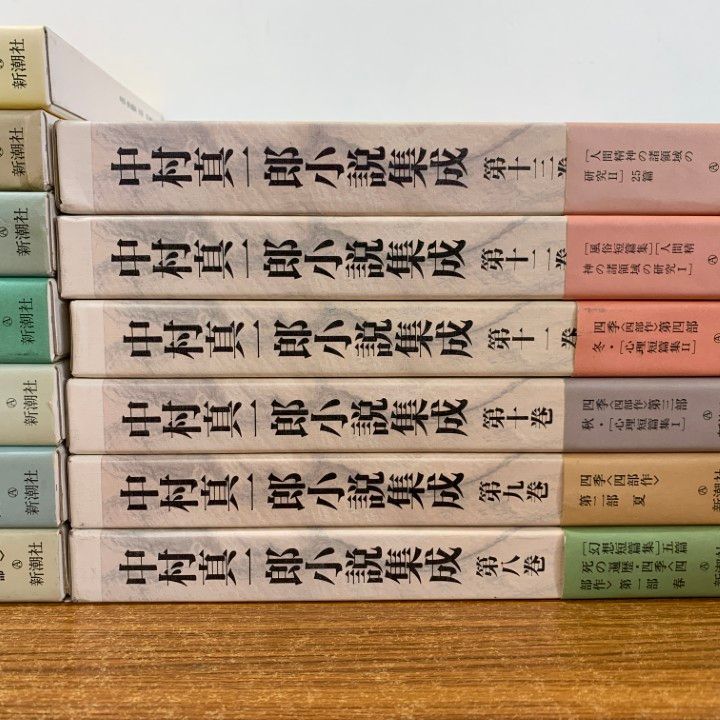 新潮社
新潮社
新潮社
新潮社
新潮社
新潮社
新潮社
中村真一郎小説集成 第十三巻
[人間精神の諸領域の
研究Ⅱ] 25篇
Ⓐ
中村真一郎小説集成 第十二巻
[風俗短篇集][人間精
神の諸領域の研究Ⅰ]
Ⓐ
中村真一郎小説集成 第十一巻
四季〈四部作〉第四部
冬・[心理短篇集Ⅱ]
Ⓐ
中村真一郎小説集成 第十巻
四季〈四部作〉第三部
秋・[心理短篇集Ⅰ]
Ⓐ 新潮社
中村真一郎小説集成 第九巻
四季〈四部作〉
第二部 夏
Ⓐ 新潮社
中村真一郎小説集成 第八巻
[幻想短篇集]五篇
死の遍歴・四季〈四
部作〉第一部 春
Ⓐ 新潮社